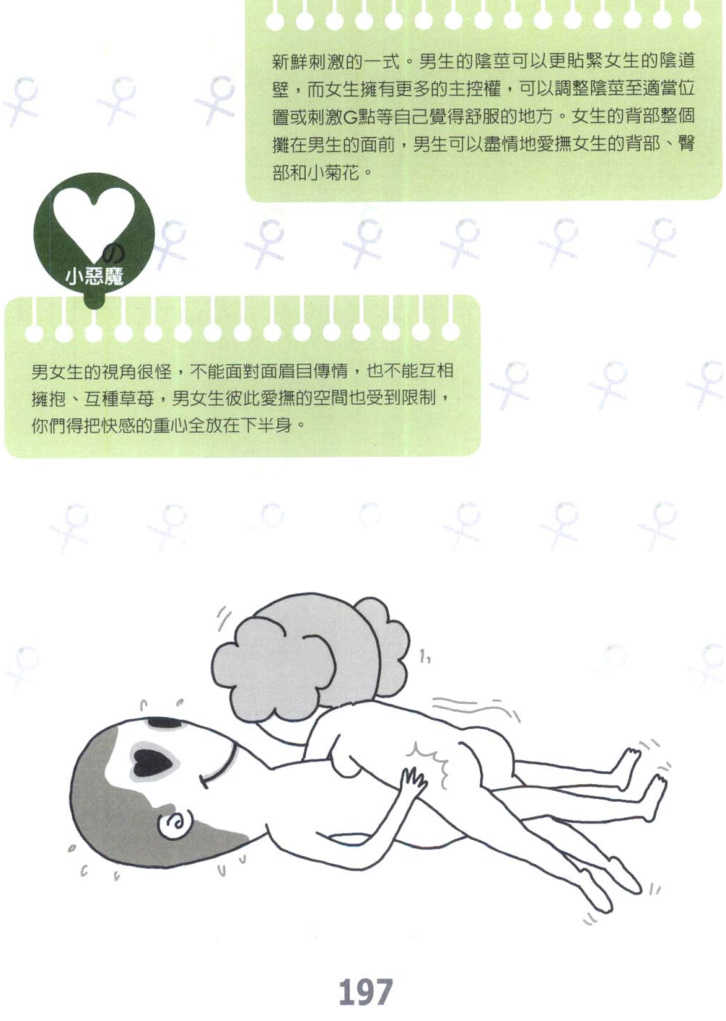 新鮮刺激的一式。男生的陰莖可以更貼緊女生的陰道
壁，而女生擁有更多的主控權，可以調整陰莖至適當位
置或刺激G點等自己覺得舒服的地方。女生的背部整個
攤在男生的面前，男生可以盡情地愛撫女生的背部、臀
部和小菊花。
の
小惡魔
男女生的視角很怪，不能面對面眉目傳情，也不能互相
擁抱、互種草莓，男女生彼此愛撫的空間也受到限制，
你們得把快感的重心全放在下半身。
197